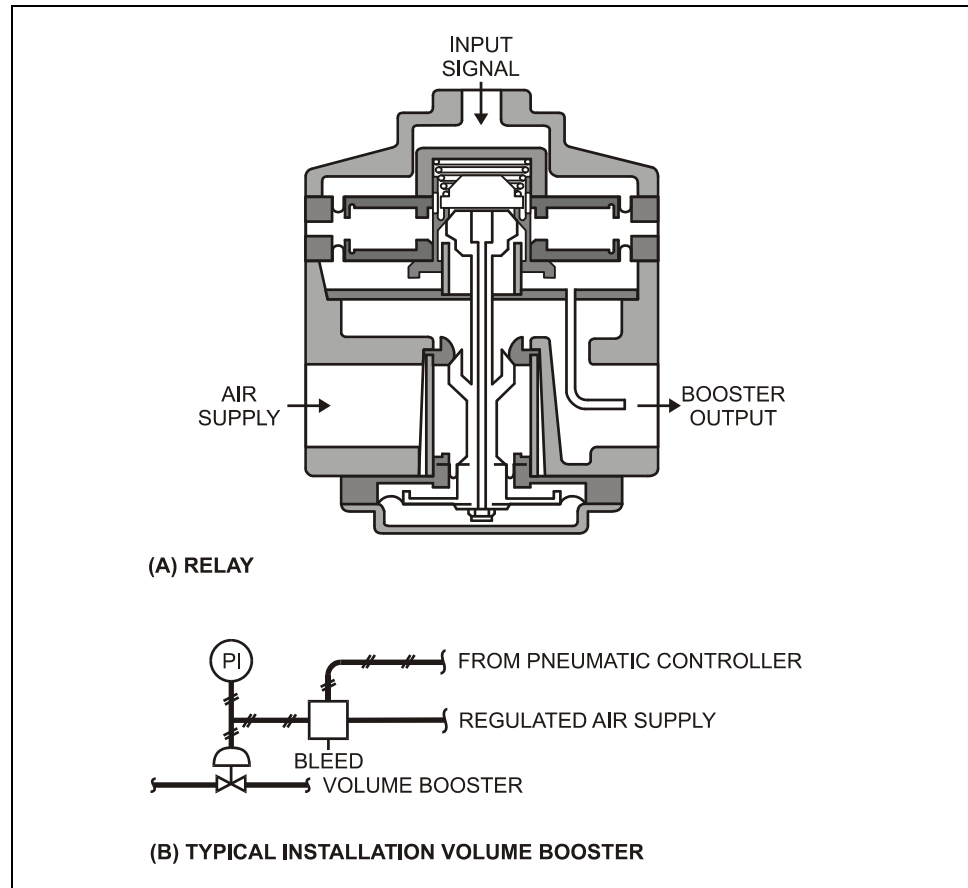 INPUT
SIGNAL
AIR
SUPPLY
BOOSTER
OUTPUT
(A) RELAY
PI
FROM PNEUMATIC CONTROLLER
REGULATED AIR SUPPLY
BLEED
VOLUME BOOSTER
(B) TYPICAL INSTALLATION VOLUME BOOSTER